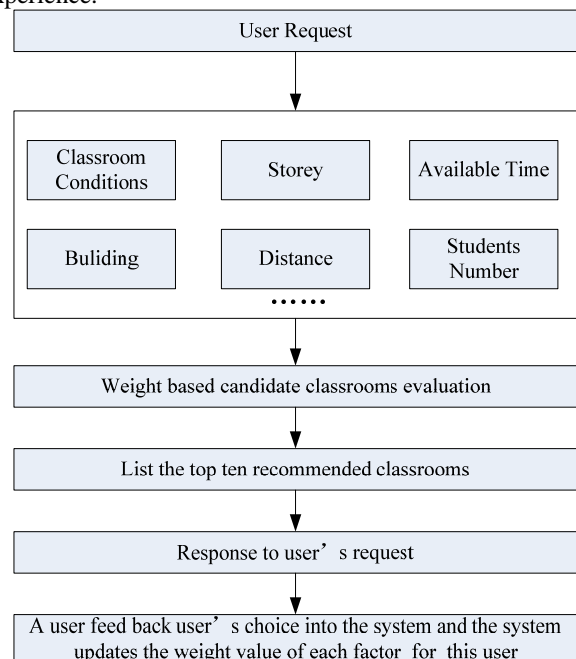 xperience.
User Request
Classroom
Conditions
Storey
Available Time
Buliding
Distance
Students
Number
......
Weight based candidate classrooms evaluation
List the top ten recommended classrooms
Response to user’s request
A user feed back user’s choice into the system and the system
updates the weight value of each factor for this user